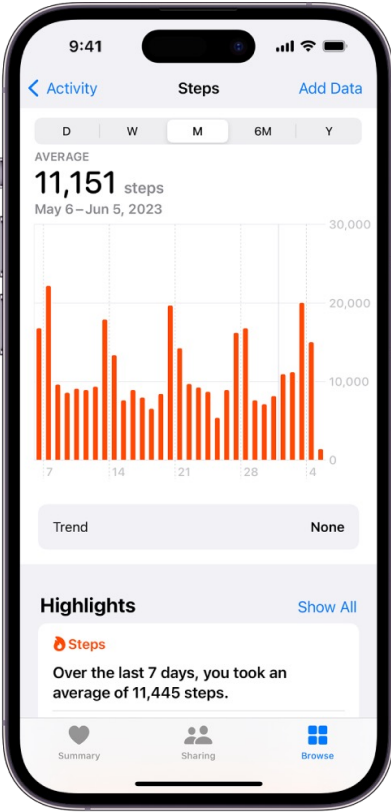 9:41
Activity
Steps
Add Data
D W M 6M Y
AVERAGE
11,151 steps
May 6–Jun 5, 2023
30,000
20,000
10,000
0
7 14 21 28 4
Trend None
Highlights Show All
Steps
Over the last 7 days, you took an
average of 11,445 steps.
Summary Sharing Browse